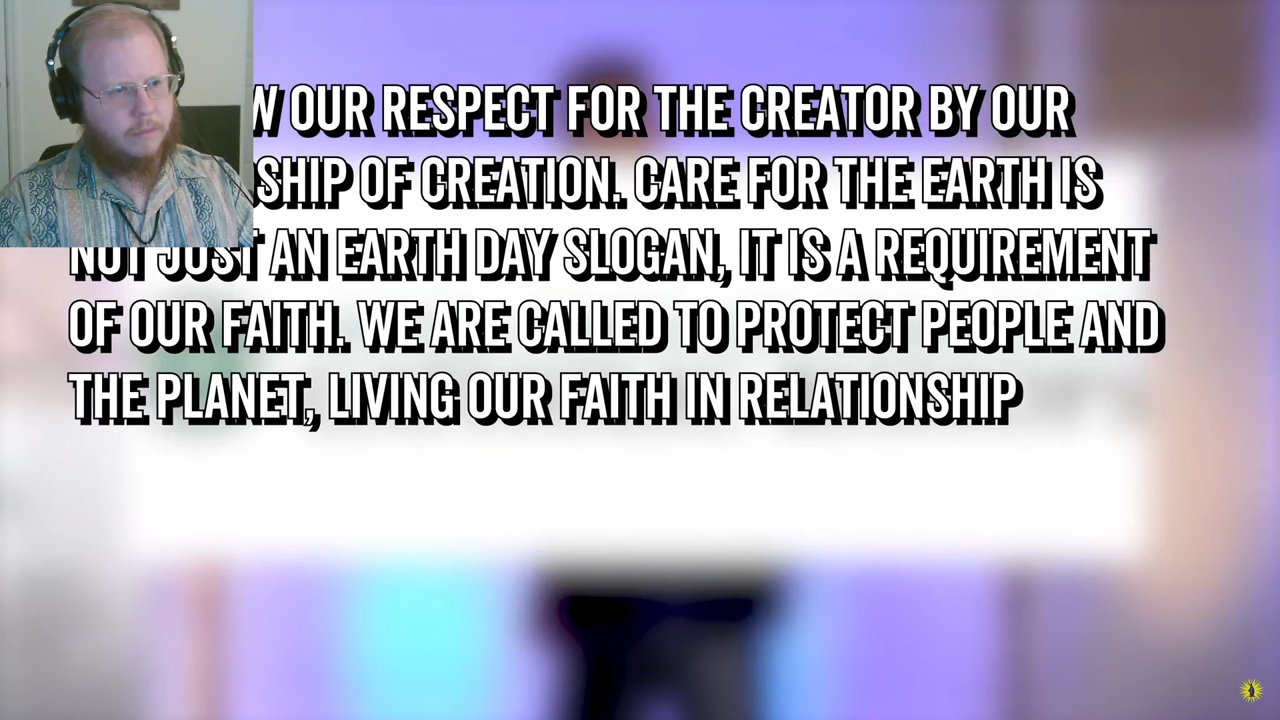 OUR RESPECT FOR THE CREATOR BY OUR
OF CREATION. CARE FOR THE EARTH IS
NOT JUST AN EARTH DAY SLOGAN, IT IS A REQUIREMENT
OF OUR FAITH. WE ARE CALLED TO PROTECT PEOPLE AND
THE PLANET, LIVING OUR FAITH IN RELATIONSHIP